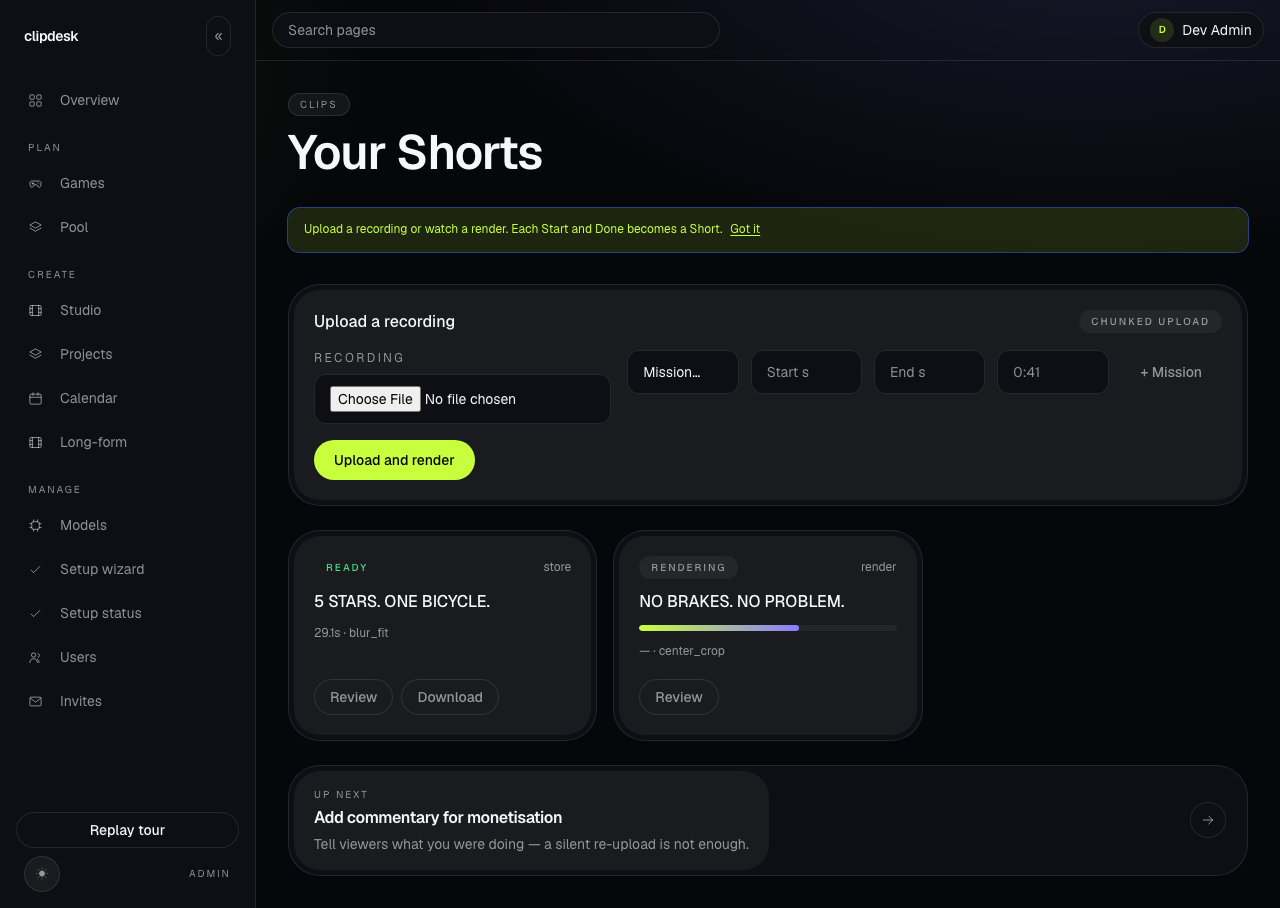 clipdesk
«
Search pages
D
Dev Admin
Overview
PLAN
Games
Pool
CREATE
Studio
Projects
Calendar
Long-form
MANAGE
Models
Setup wizard
Setup status
Users
Invites
Replay tour
ADMIN
CLIPS
Your Shorts
Upload a recording or watch a render. Each Start and Done becomes a Short. Got it
Upload a recording
CHUNKED UPLOAD
RECORDING
Choose File No file chosen
Mission...
Start s
End s
0:41
+ Mission
Upload and render
READY
store
5 STARS. ONE BICYCLE.
29.1s · blur_fit
Review
Download
RENDERING
render
NO BRAKES. NO PROBLEM.
— · center_crop
Review
UP NEXT
Add commentary for monetisation
Tell viewers what you were doing — a silent re-upload is not enough.